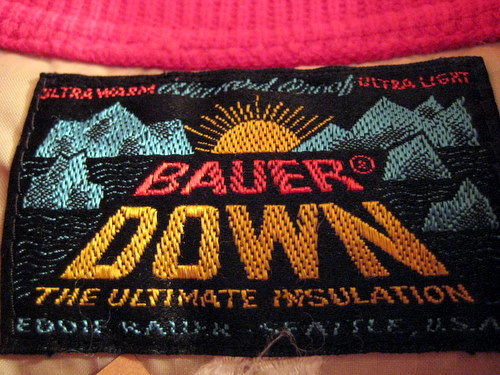 ULTRA WARM ULTRA LIGHT
BAUER®
DOWN
THE ULTIMATE INSULATION
EDDIE BAUER - SEATTLE, U.S.A